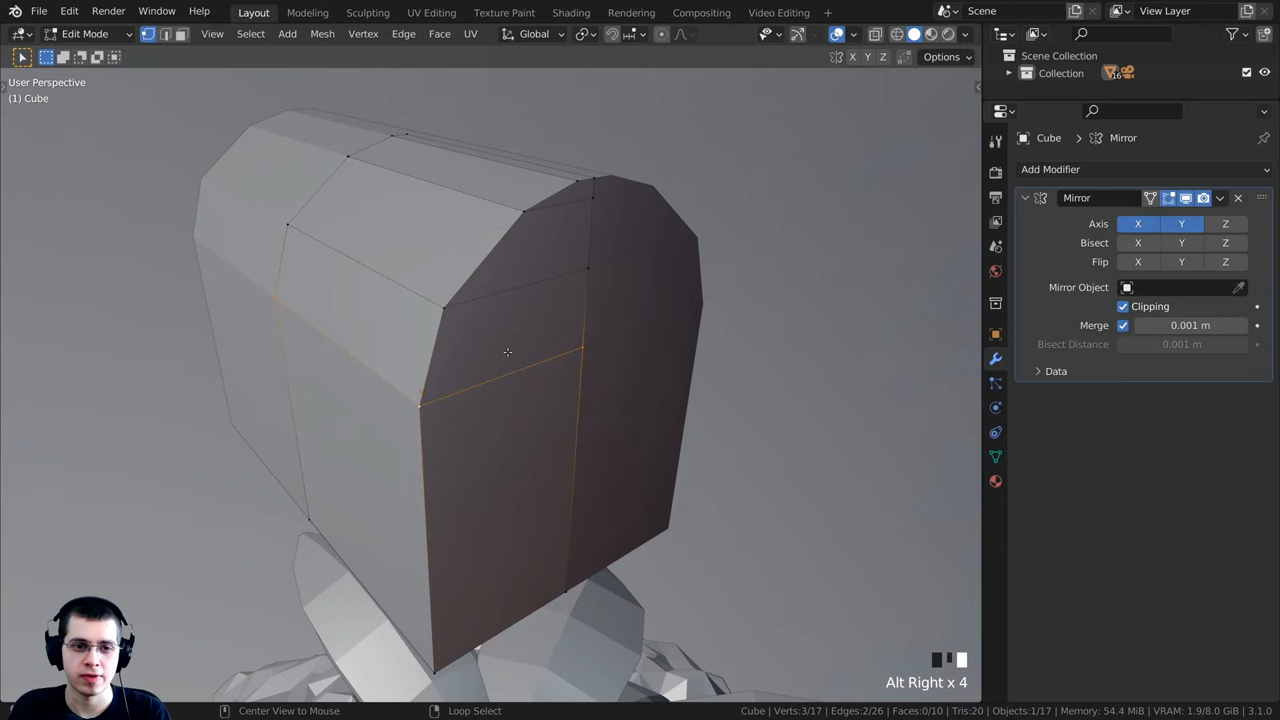 File Edit Render Window Help Layout Modeling Sculpting UV Editing Texture Paint Shading Rendering Compositing Video Editing Scene View Layer
Edit Mode View Select Add Mesh Vertex Edge Face UV Global
X Y Z Options
User Perspective
(1) Cube
Scene Collection
Collection 16
Cube > Mirror
Add Modifier
Mirror
Axis X Y Z
Bisect X Y Z
Flip X Y Z
Mirror Object
Clipping
Merge 0.001 m
Bisect Distance 0.001 m
Data
Alt Right x 4
Center View to Mouse Loop Select Cube | Verts:3/17 | Edges:2/26 | Faces:0/10 | Tris:20 | Objects:1/17 | Memory: 54.4 MiB | VRAM: 1.9/8.0 GiB | 3.1.0